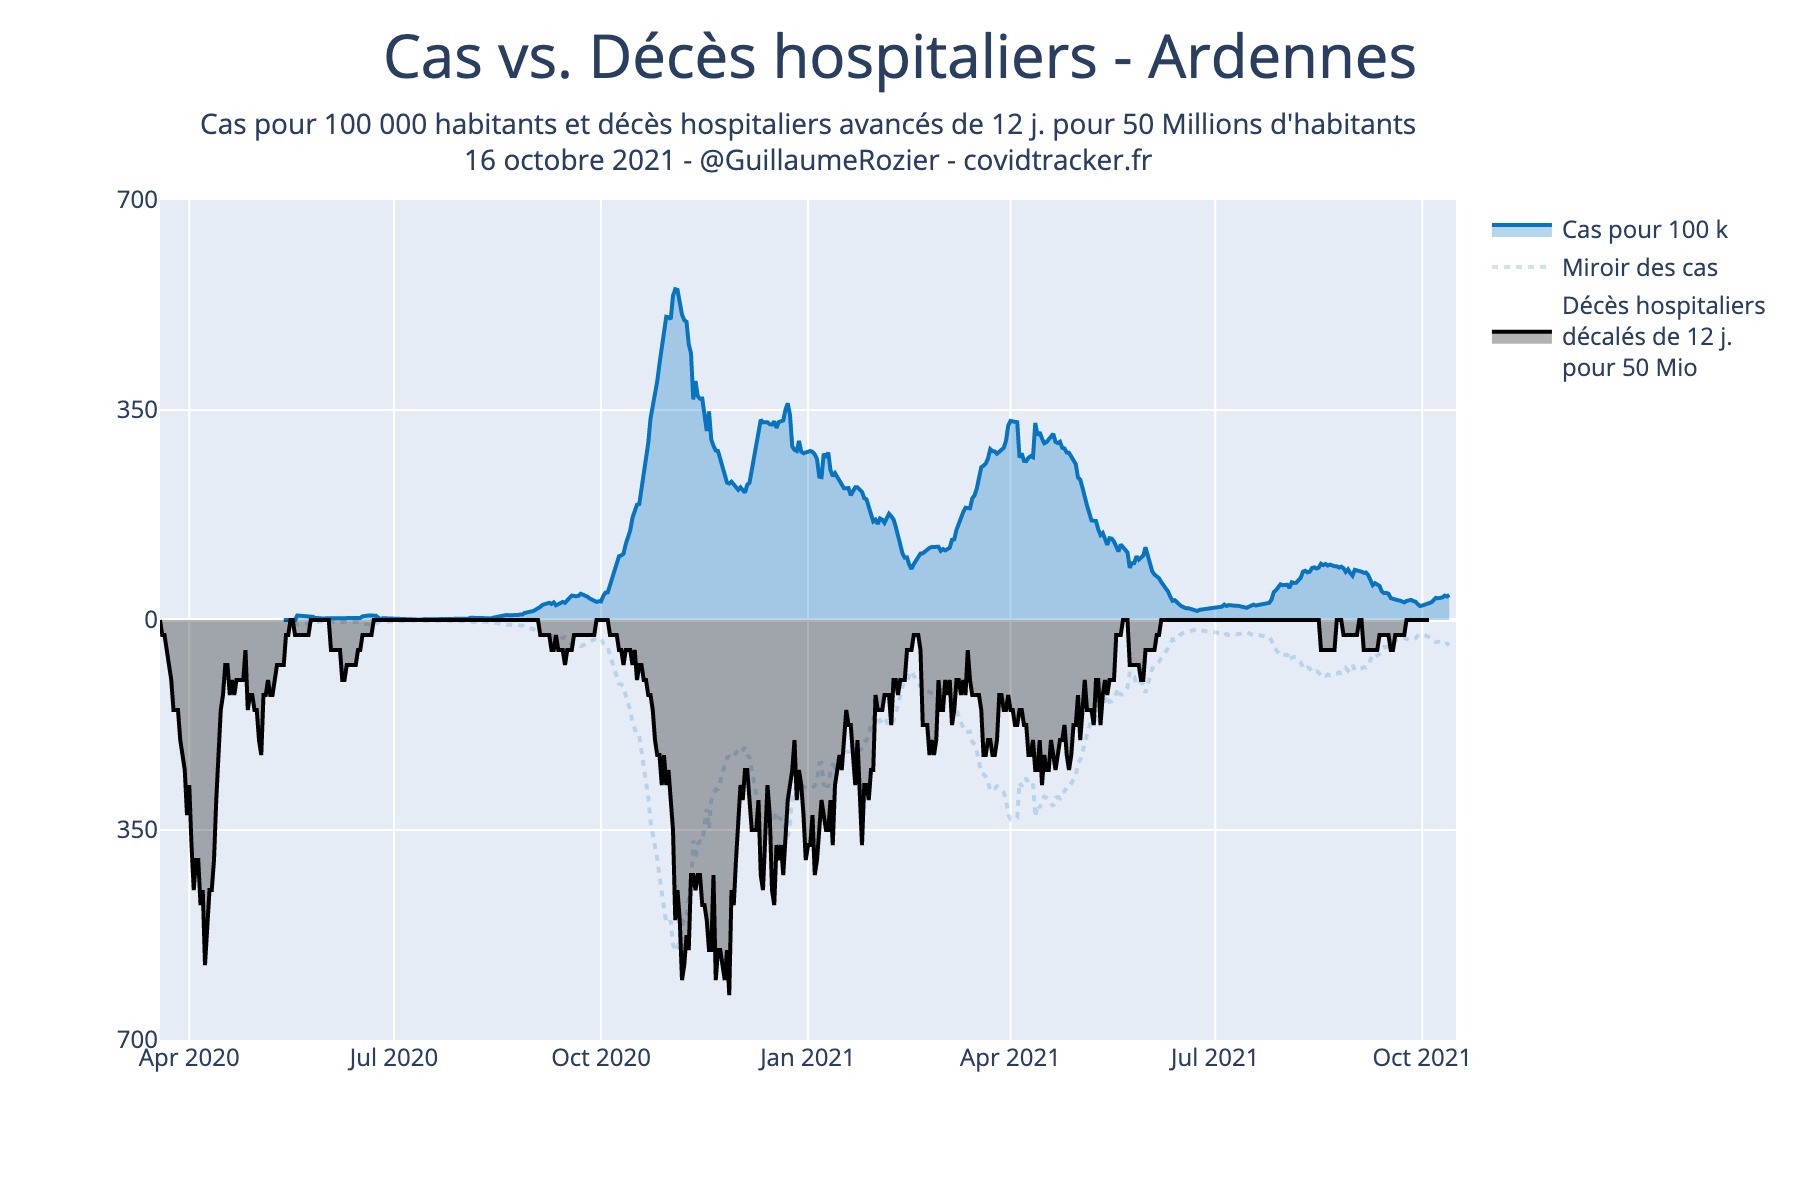 Cas vs. Décès hospitaliers - Ardennes
Cas pour 100 000 habitants et décès hospitaliers avancés de 12 j. pour 50 Millions d'habitants
16 octobre 2021 - @GuillaumeRozier - covidtracker.fr
700
350
0
350
700
Apr 2020
Jul 2020
Oct 2020
Jan 2021
Apr 2021
Jul 2021
Oct 2021
Cas pour 100 k
Miroir des cas
Décès hospitaliers
décalés de 12 j.
pour 50 Mio